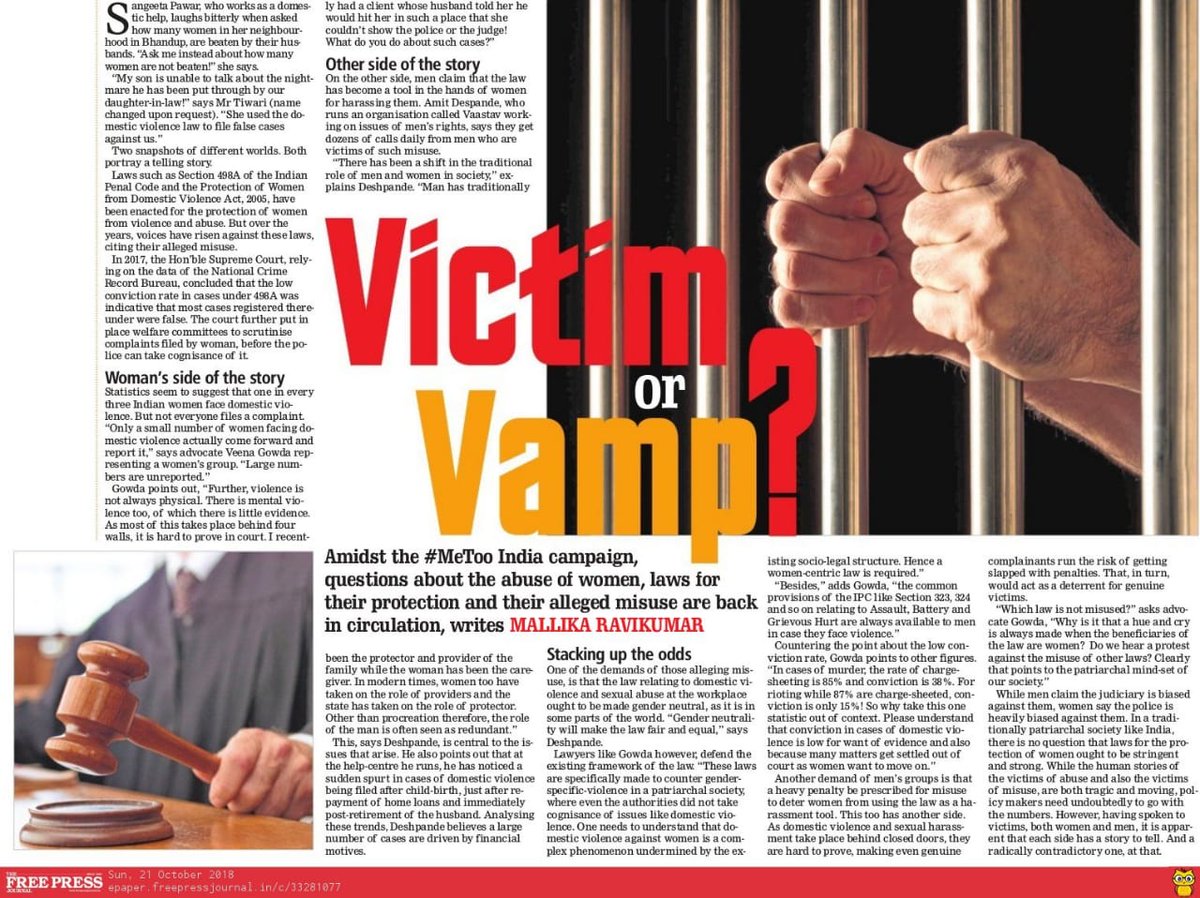 Sangeeta Pawar, who works as a domes-
tic help, laughs bitterly when asked
how many women in her neighbour-
hood in Bhandup, are beaten by their hus-
bands. “Ask me instead about how many
women are not beaten!” she says.
“My son is unable to talk about the night-
mare he has been put through by our
daughter-in-law!” says Mr Tiwari (name
changed upon request). “She used the do-
mestic violence law to file false cases
against us.”
Two snapshots of different worlds. Both
portray a telling story.
Laws such as Section 498A of the Indian
Penal Code and the Protection of Women
from Domestic Violence Act, 2005, have
been enacted for the protection of women
from violence and abuse. But over the
years, voices have risen against these laws,
citing their alleged misuse.
In 2017, the Hon’ble Supreme Court, rely-
ing on the data of the National Crime
Record Bureau, concluded that the low
conviction rate in cases under 498A was
indicative that most cases registered there-
under were false. The court further put in
place welfare committees to scrutinise
complaints filed by woman, before the po-
lice can take cognisance of it.
Woman’s side of the story
Statistics seem to suggest that one in every
three Indian women face domestic vio-
lence. But not everyone files a complaint.
“Only a small number of women facing do-
mestic violence actually come forward and
report it,” says advocate Veena Gowda rep-
resenting a women’s group. “Large num-
bers are unreported.”
Gowda points out, “Further, violence is
not always physical. There is mental vio-
lence too, of which there is little evidence.
As most of this takes place behind four
walls, it is hard to prove in court. I recent-
ly had a client whose husband told her he
would hit her in such a place that she
couldn’t show the police or the judge!
What do you do about such cases?”
Other side of the story
On the other side, men claim that the law
has become a tool in the hands of women
for harassing them. Amit Despande, who
runs an organisation called Vaastav work-
ing on issues of men’s rights, says they get
dozens of calls daily from men who are
victims of such misuse.
“There has been a shift in the traditional
role of men and women in society,” ex-
plains Deshpande. “Man has traditionally
Victim
or
Vamp?
Amidst the #MeToo India campaign,
questions about the abuse of women, laws for
their protection and their alleged misuse are back
in circulation, writes MALLIKA RAVIKUMAR
been the protector and provider of the
family while the woman has been the care-
giver. In modern times, women too have
taken on the role of providers and the
state has taken on the role of protector.
Other than procreation therefore, the role
of the man is often seen as redundant.”
This, says Deshpande, is central to the is-
sues that arise. He also points out that at
the help-centre he runs, he has noticed a
sudden spurt in cases of domestic violence
being filed after child-birth, just after re-
payment of home loans and immediately
post-retirement of the husband. Analysing
these trends, Deshpande believes a large
number of cases are driven by financial
motives.
Stacking up the odds
One of the demands of those alleging mis-
use, is that the law relating to domestic vi-
olence and sexual abuse at the workplace
ought to be made gender neutral, as it is in
some parts of the world. “Gender neutrali-
ty will make the law fair and equal,” says
Deshpande.
Lawyers like Gowda however, defend the
existing framework of the law. “These laws
are specifically made to counter gender-
specific-violence in a patriarchal society,
where even the authorities did not take
cognisance of issues like domestic vio-
lence. One needs to understand that do-
mestic violence against women is a com-
plex phenomenon undermined by the ex-
isting socio-legal structure. Hence a
women-centric law is required.”
“Besides,” adds Gowda, “the common
provisions of the IPC like Section 323, 324
and so on relating to Assault, Battery and
Grievous Hurt are always available to men
in case they face violence.”
Countering the point about the low con-
viction rate, Gowda points to other figures.
“In cases of murder, the rate of charge-
sheeting is 85% and conviction is 38%. For
rioting while 87% are charge-sheeted, con-
viction is only 15%! So why take this one
statistic out of context. Please understand
that conviction in cases of domestic vio-
lence is low for want of evidence and also
because many matters get settled out of
court as women want to move on.”
Another demand of men’s groups is that
a heavy penalty be prescribed for misuse
to deter women from using the law as a ha-
rassment tool. This too has another side.
As domestic violence and sexual harass-
ment take place behind closed doors, they
are hard to prove, making even genuine
complainants run the risk of getting
slapped with penalties. That, in turn,
would act as a deterrent for genuine
victims.
“Which law is not misused?” asks advo-
cate Gowda, “Why is it that a hue and cry
is always made when the beneficiaries of
the law are women? Do we hear a protest
against the misuse of other laws? Clearly
that points to the patriarchal mind-set of
our society.”
While men claim the judiciary is biased
against them, women say the police is
heavily biased against them. In a tradi-
tionally patriarchal society like India,
there is no question that laws for the pro-
tection of women ought to be stringent
and strong. While the human stories of
the victims of abuse and also the victims
of misuse, are both tragic and moving, pol-
icy makers need undoubtedly to go with
the numbers. However, having spoken to
victims, both women and men, it is appar-
ent that each side has a story to tell. And a
radically contradictory one, at that.
THE
FREE PRESS
JOURNAL
Sun, 21 October 2018
epaper.freepressjournal.in/c/33281077